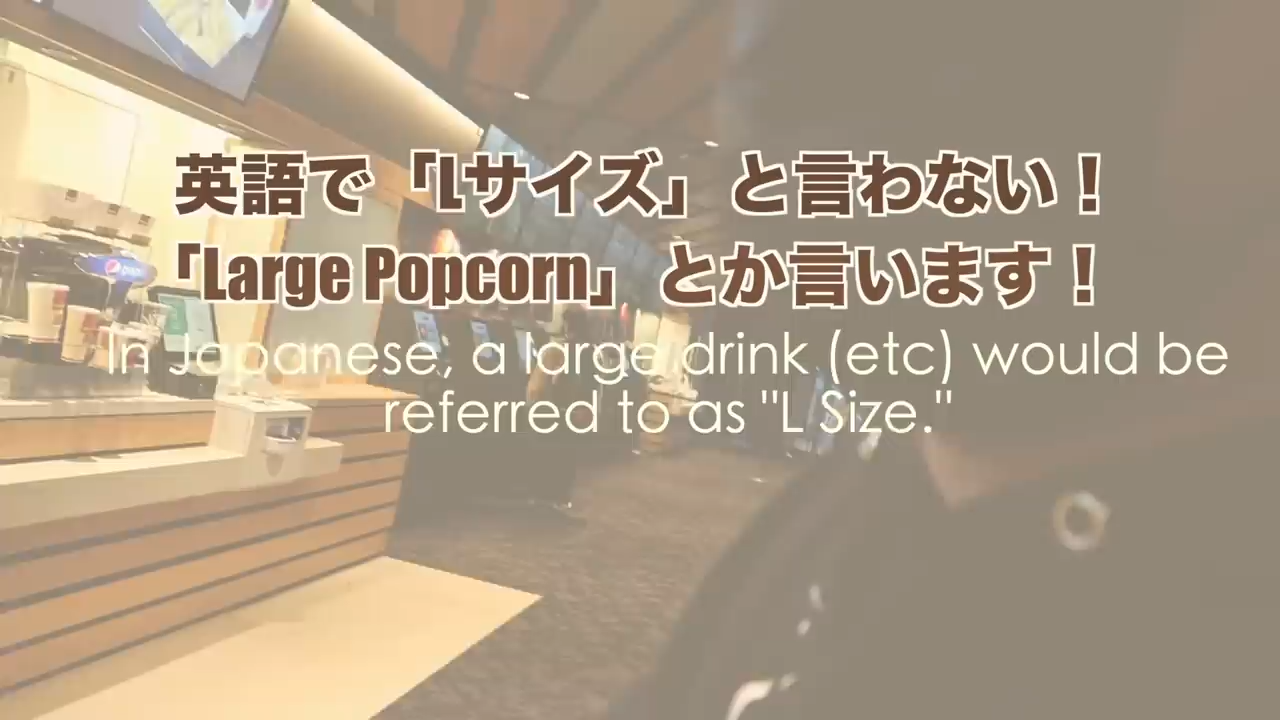 英語で「Lサイズ」と言わない！
「Large Popcorn」とか言います！
In Japanese, a large drink (etc) would be
referred to as "L Size."
pepsi